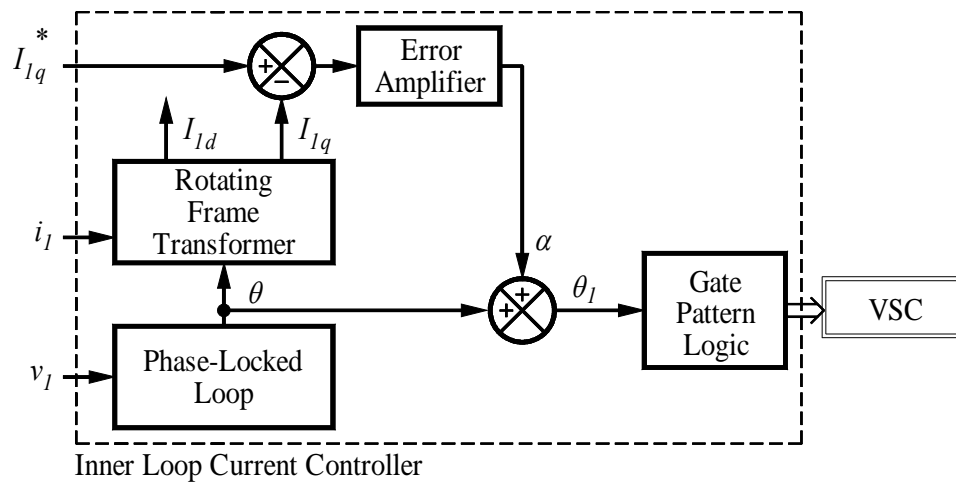 I1q*
Error
Amplifier
+
−
I1d
I1q
Rotating
Frame
Transformer
i1
α
θ
+
+
θ1
Gate
Pattern
Logic
VSC
Phase-Locked
Loop
v1
Inner Loop Current Controller